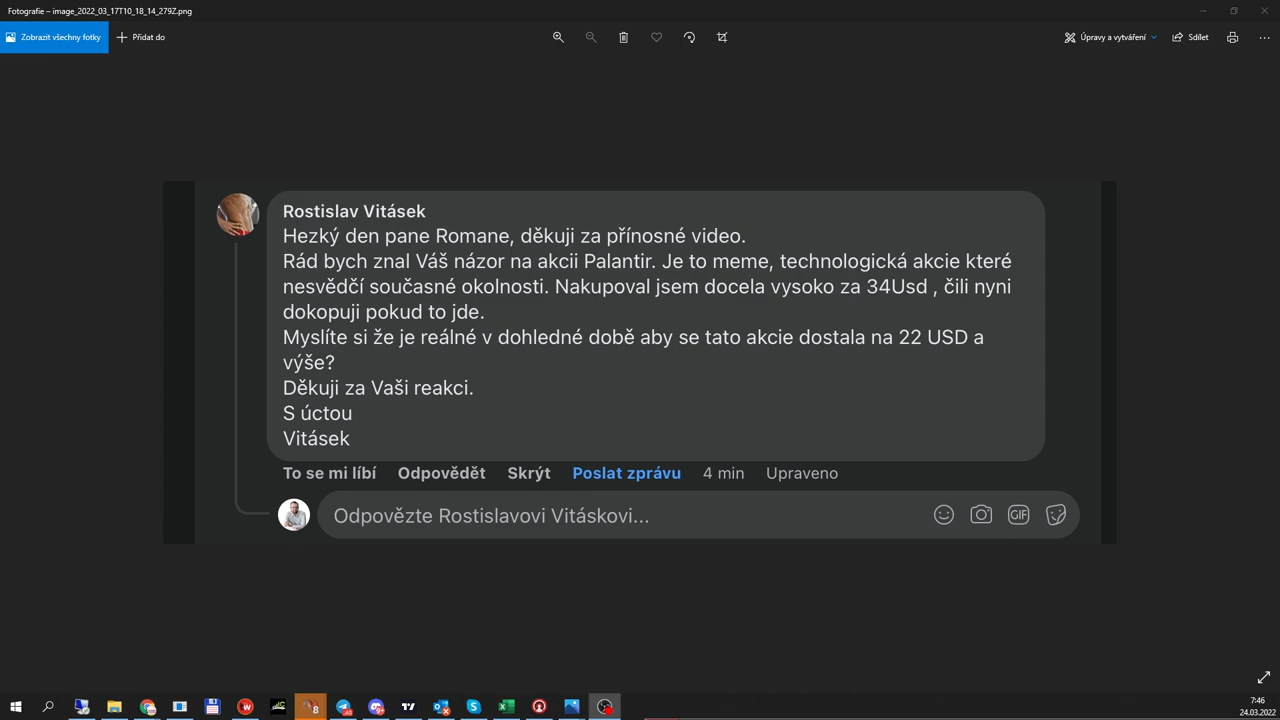 Fotografie – image_2022_03_17T10_18_14_279Z.png
Zobrazit všechny fotky
Přidat do
Úpravy a vytváření
Sdílet
Rostislav Vitásek
Hezký den pane Romane, děkuji za přínosné video.
Rád bych znal Váš názor na akcii Palantir. Je to meme, technologická akcie které
nesvědčí současné okolnosti. Nakupoval jsem docela vysoko za 34Usd , čili nyni
dokopuji pokud to jde.
Myslíte si že je reálné v dohledné době aby se tato akcie dostala na 22 USD a
výše?
Děkuji za Vaši reakci.
S úctou
Vitásek
To se mi líbí Odpovědět Skrýt Poslat zprávu 4 min Upraveno
Odpovězte Rostislavovi Vitáskovi...
GIF
7:46
24.03.2022